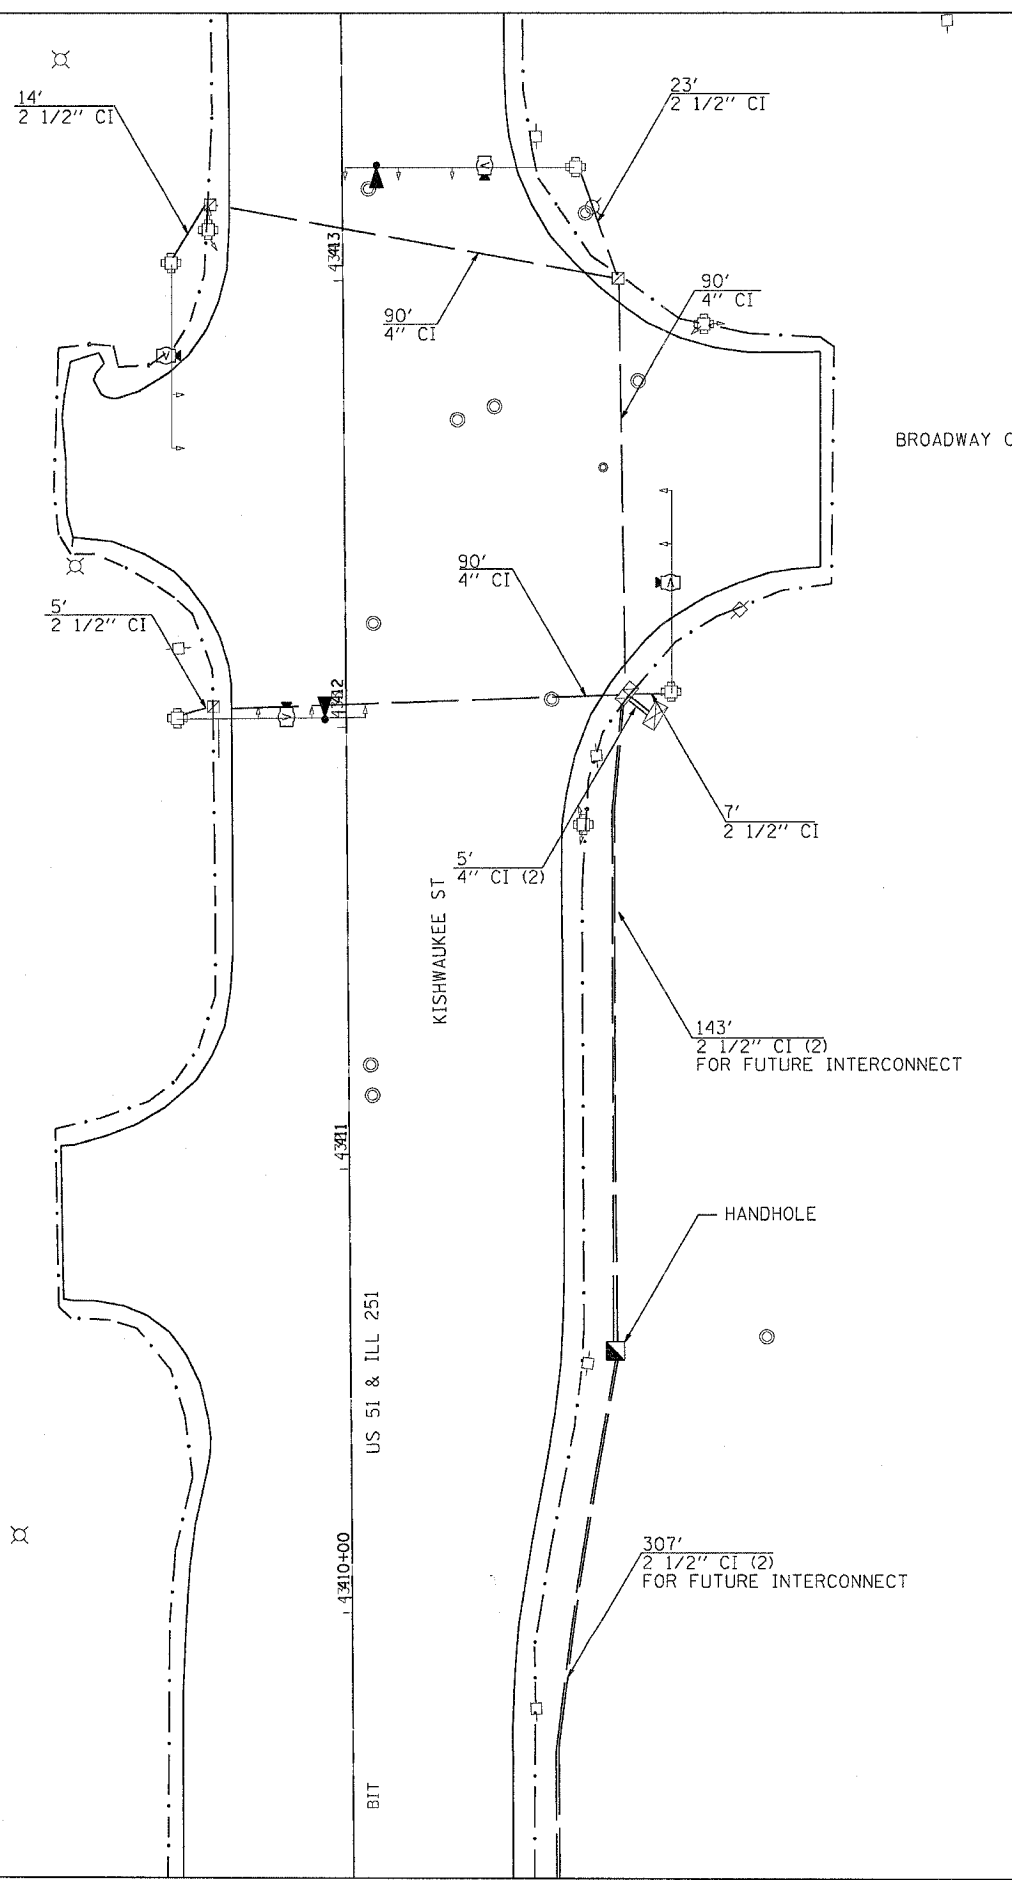 14'
2 1/2" CI
23'
2 1/2" CI
90'
4" CI
90'
4" CI
BROADWAY
90'
4" CI
5'
2 1/2" CI
7'
2 1/2" CI
5'
4" CI (2)
KISHWAUKEE ST
143'
2 1/2" CI (2)
FOR FUTURE INTERCONNECT
HANDHOLE
US 51 & ILL 251
307'
2 1/2" CI (2)
FOR FUTURE INTERCONNECT
BIT